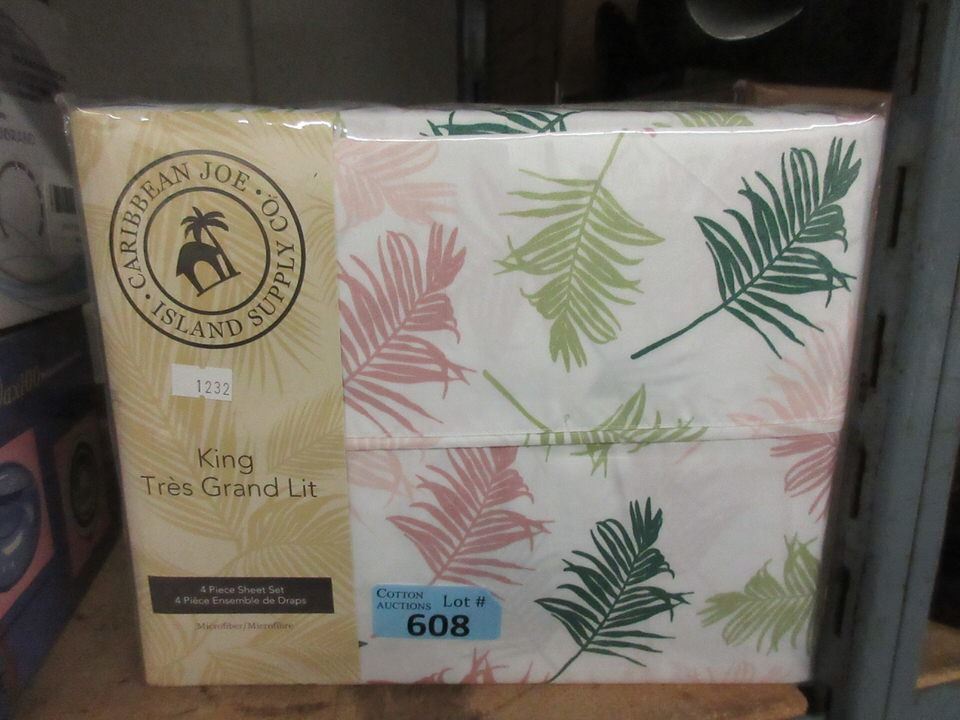 CARIBBEAN JOE
ISLAND SUPPLY CO.
1232
King
Très Grand Lit
4 Piece Sheet Set
4 Pièce Ensemble de Draps
Microfiber/Microfibre
COTTON
AUCTIONS Lot #
608